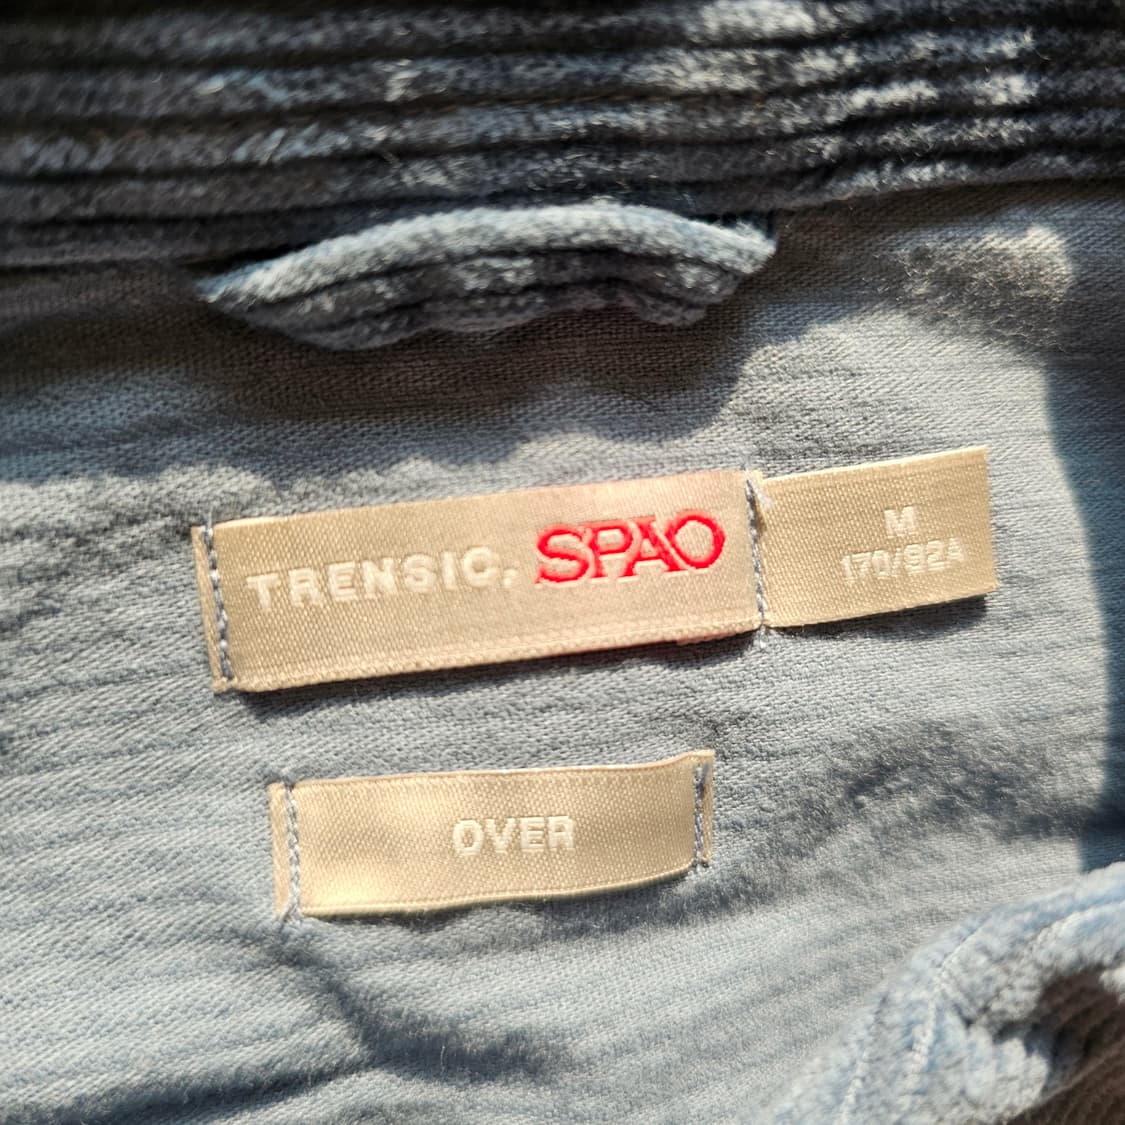 TRENSIC. SPAO
M
170/92A
OVER